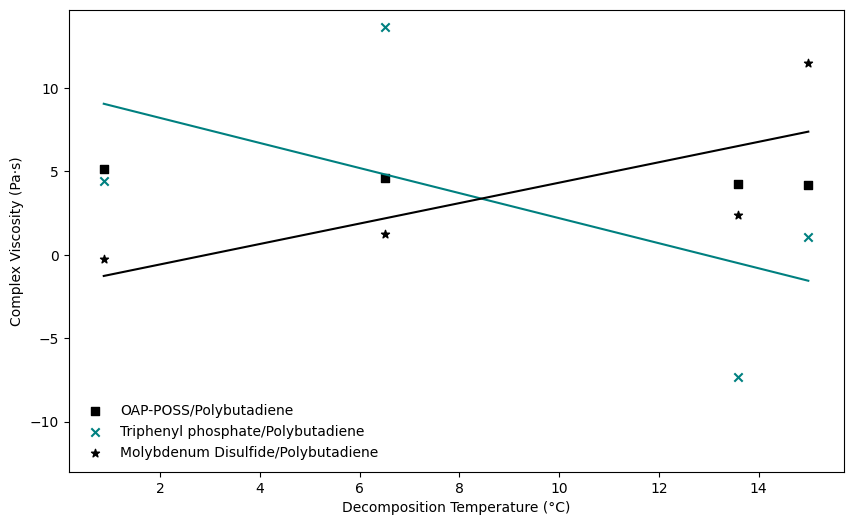 10
5
0
−5
−10
Complex Viscosity (Pa·s)
OAP-POSS/Polybutadiene
Triphenyl phosphate/Polybutadiene
Molybdenum Disulfide/Polybutadiene
2 4 6 8 10 12 14
Decomposition Temperature (°C)